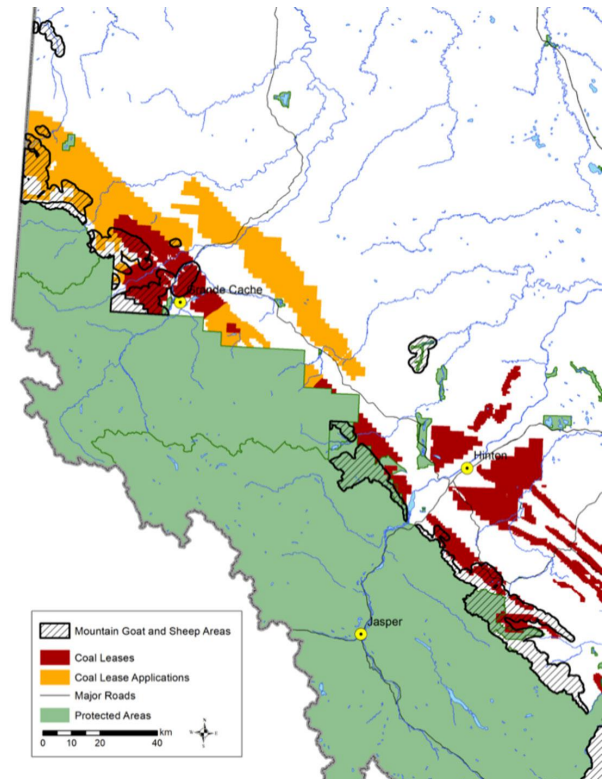 Grande Cache
Hinton
Jasper
Mountain Goat and Sheep Areas
Coal Leases
Coal Lease Applications
Major Roads
Protected Areas
km
0 10 20 40